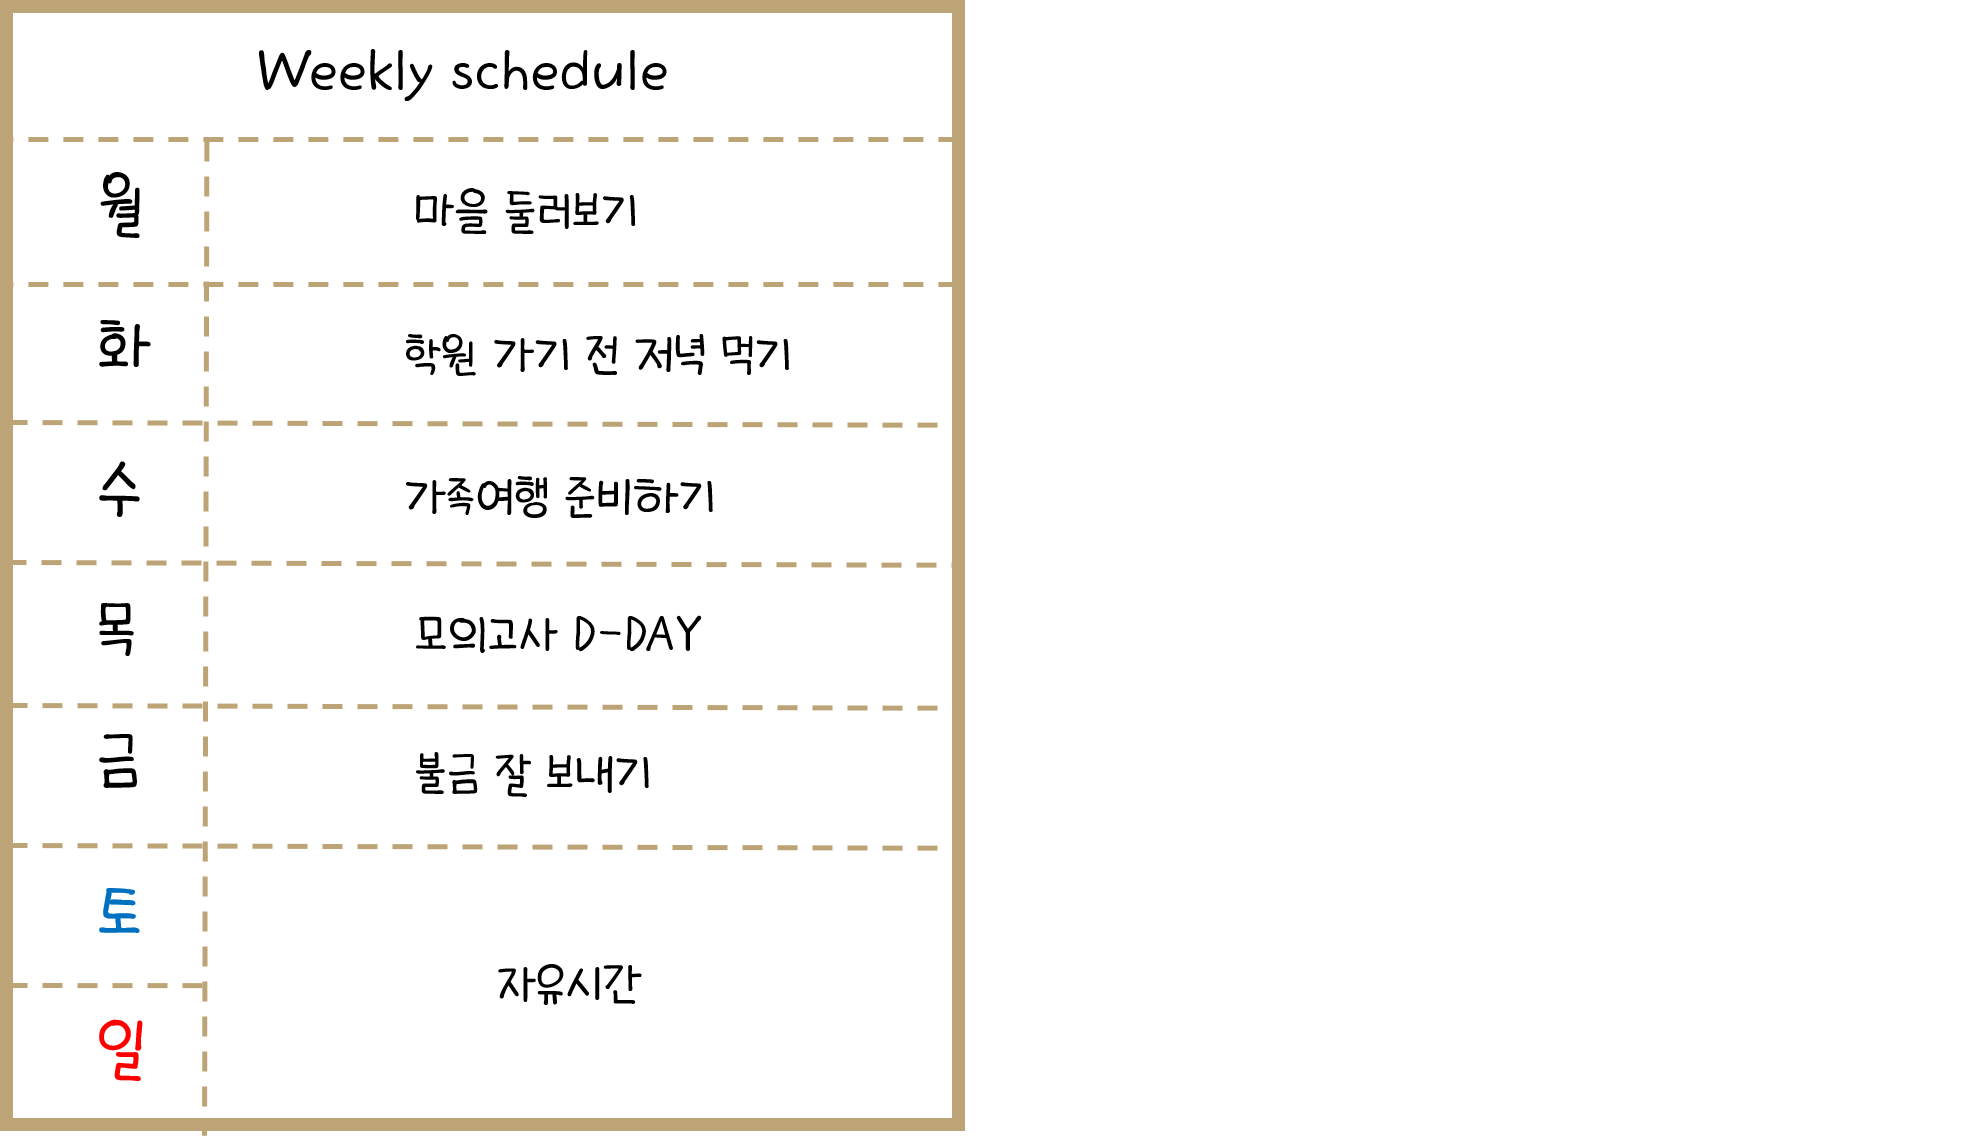 Weekly schedule
월 마을 둘러보기
화 학원 가기 전 저녁 먹기
수 가족여행 준비하기
목 모의고사 D-DAY
금 불금 잘 보내기
토
자유시간
일